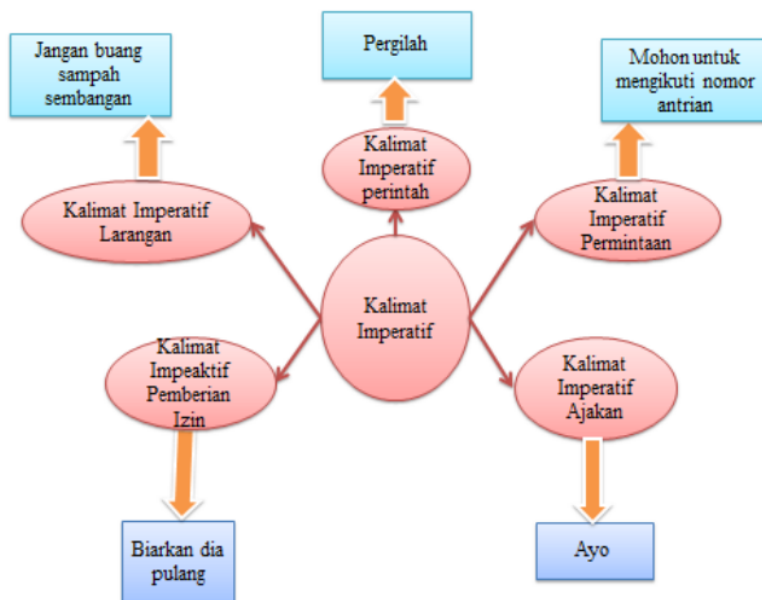 Jangan buang
sampah
sembangan
Pergilah
Mohon untuk
mengikuti nomor
antrian
Kalimat
Imperatif
perintah
Kalimat Imperatif
Larangan
Kalimat
Imperatif
Permintaan
Kalimat
Imperatif
Kalimat
Impeaktif
Pemberian
Izin
Kalimat
Imperatif
Ajakan
Biarkan dia
pulang
Ayo